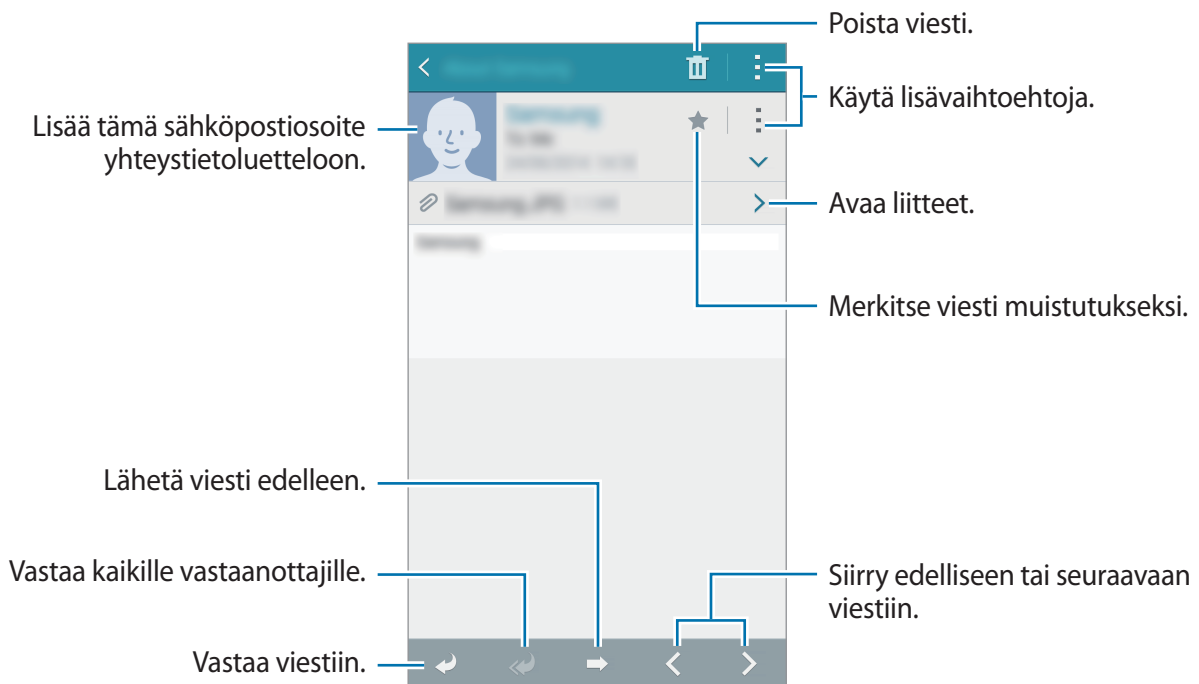 Poista viesti.
Käytä lisävaihtoehtoja.
Lisää tämä sähköpostiosoite
yhteystietoluetteloon.
Avaa liitteet.
Merkitse viesti muistutukseksi.
Lähetä viesti edelleen.
Vastaa kaikille vastaanottajille.
Siirry edelliseen tai seuraavaan
viestiin.
Vastaa viestiin.